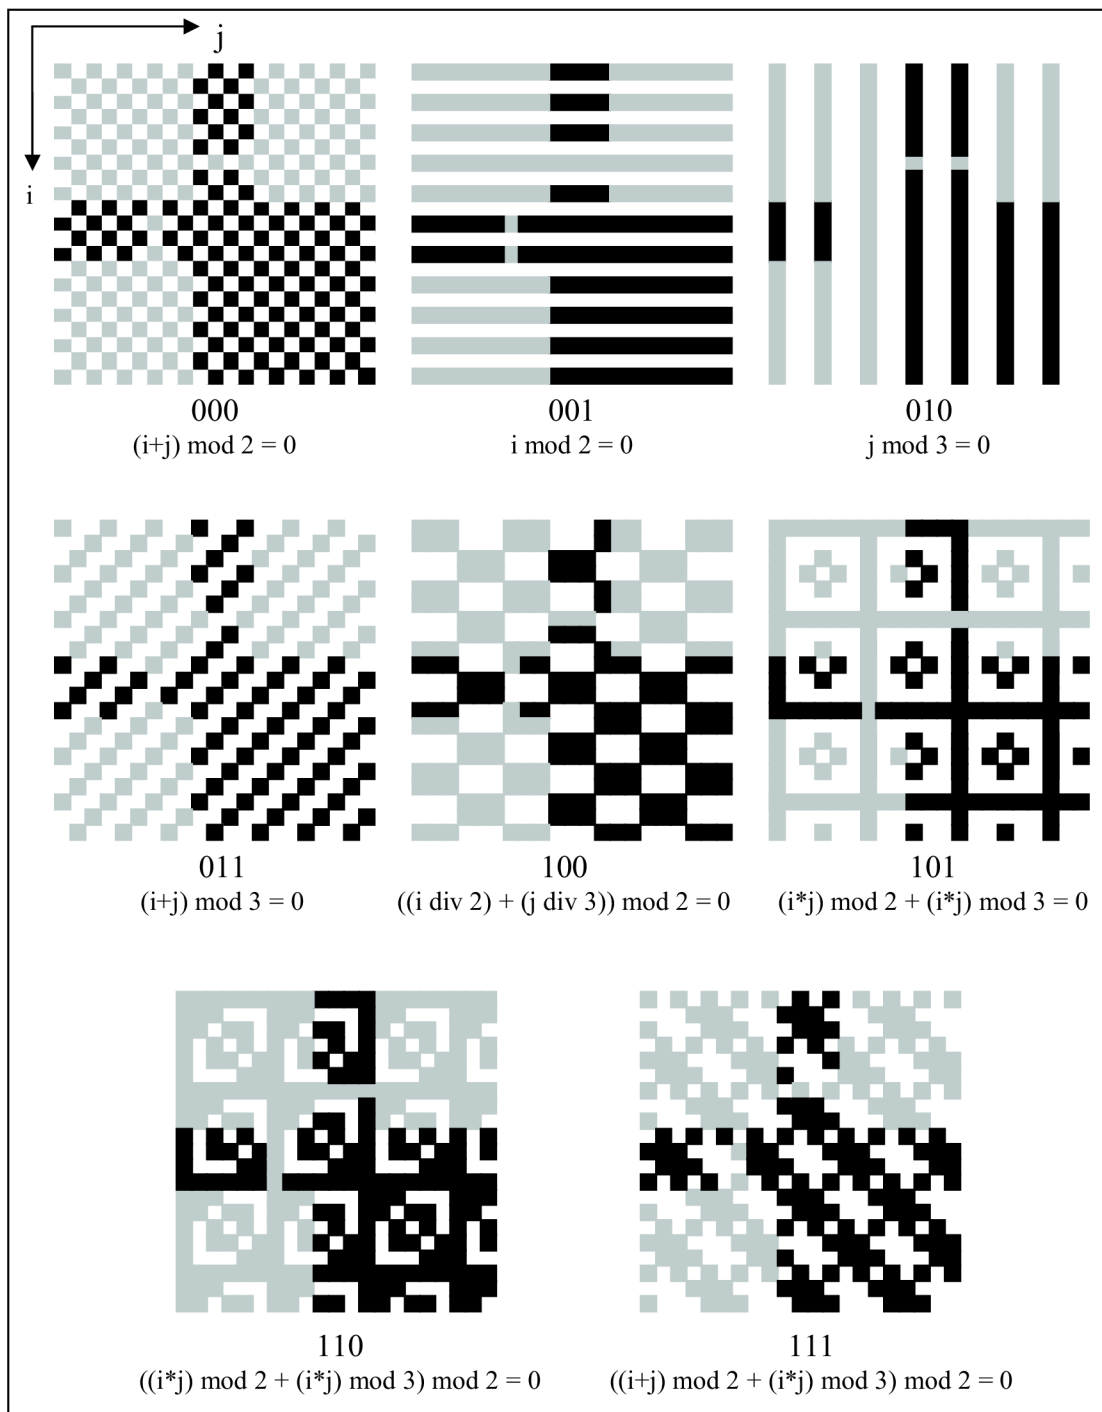 j
i
000 001 010
(i+j) mod 2 = 0 i mod 2 = 0 j mod 3 = 0
011 100 101
(i+j) mod 3 = 0 ((i div 2) + (j div 3)) mod 2 = 0 (i*j) mod 2 + (i*j) mod 3 = 0
110 111
((i*j) mod 2 + (i*j) mod 3) mod 2 = 0 ((i+j) mod 2 + (i*j) mod 3) mod 2 = 0